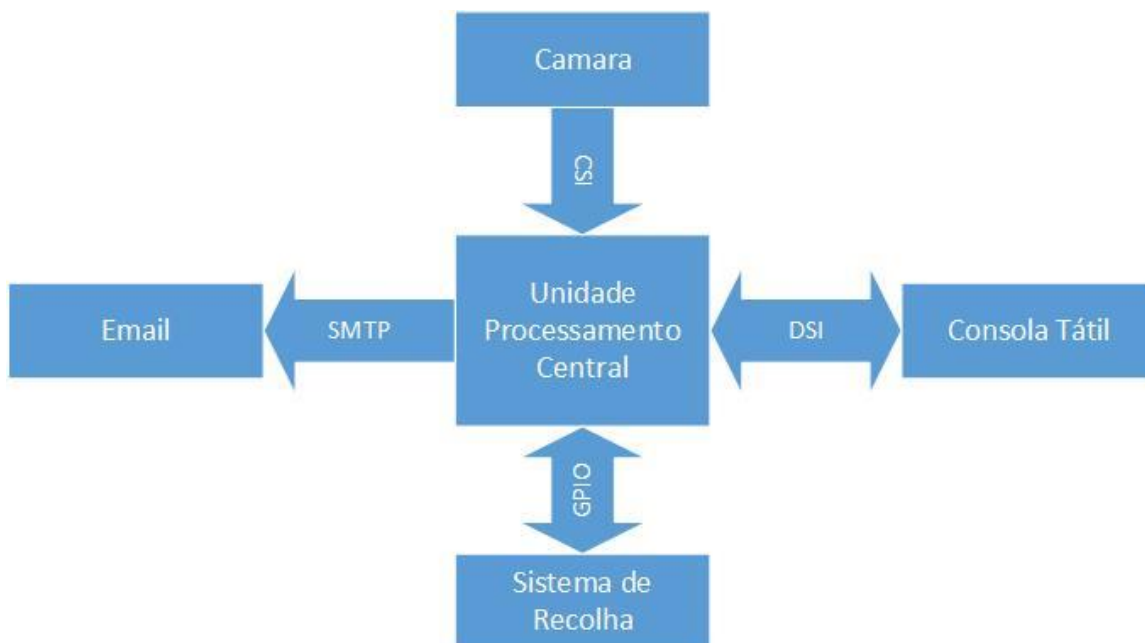 Camara
CSI
Unidade
Processamento
Central
Email
SMTP
DSI
Consola Tátil
GPIO
Sistema de
Recolha